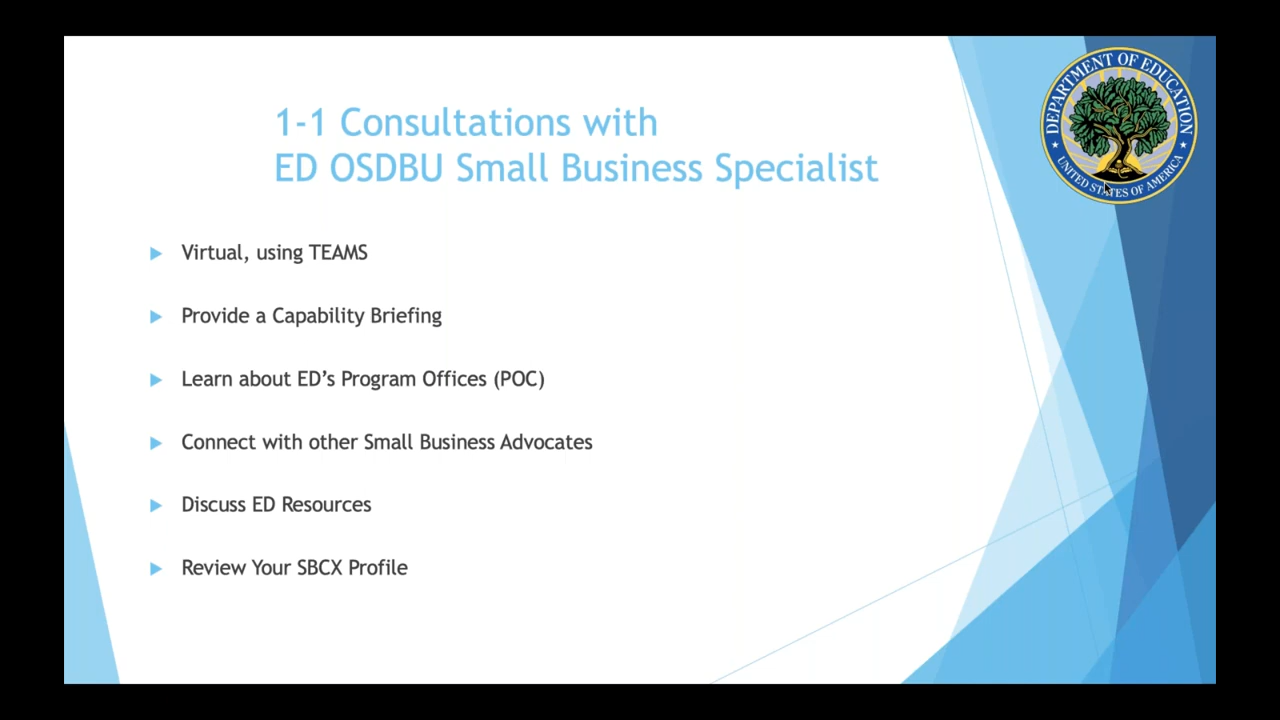 1-1 Consultations with
ED OSDBU Small Business Specialist
DEPARTMENT OF EDUCATION
UNITED STATES OF AMERICA
Virtual, using TEAMS
Provide a Capability Briefing
Learn about ED’s Program Offices (POC)
Connect with other Small Business Advocates
Discuss ED Resources
Review Your SBCX Profile